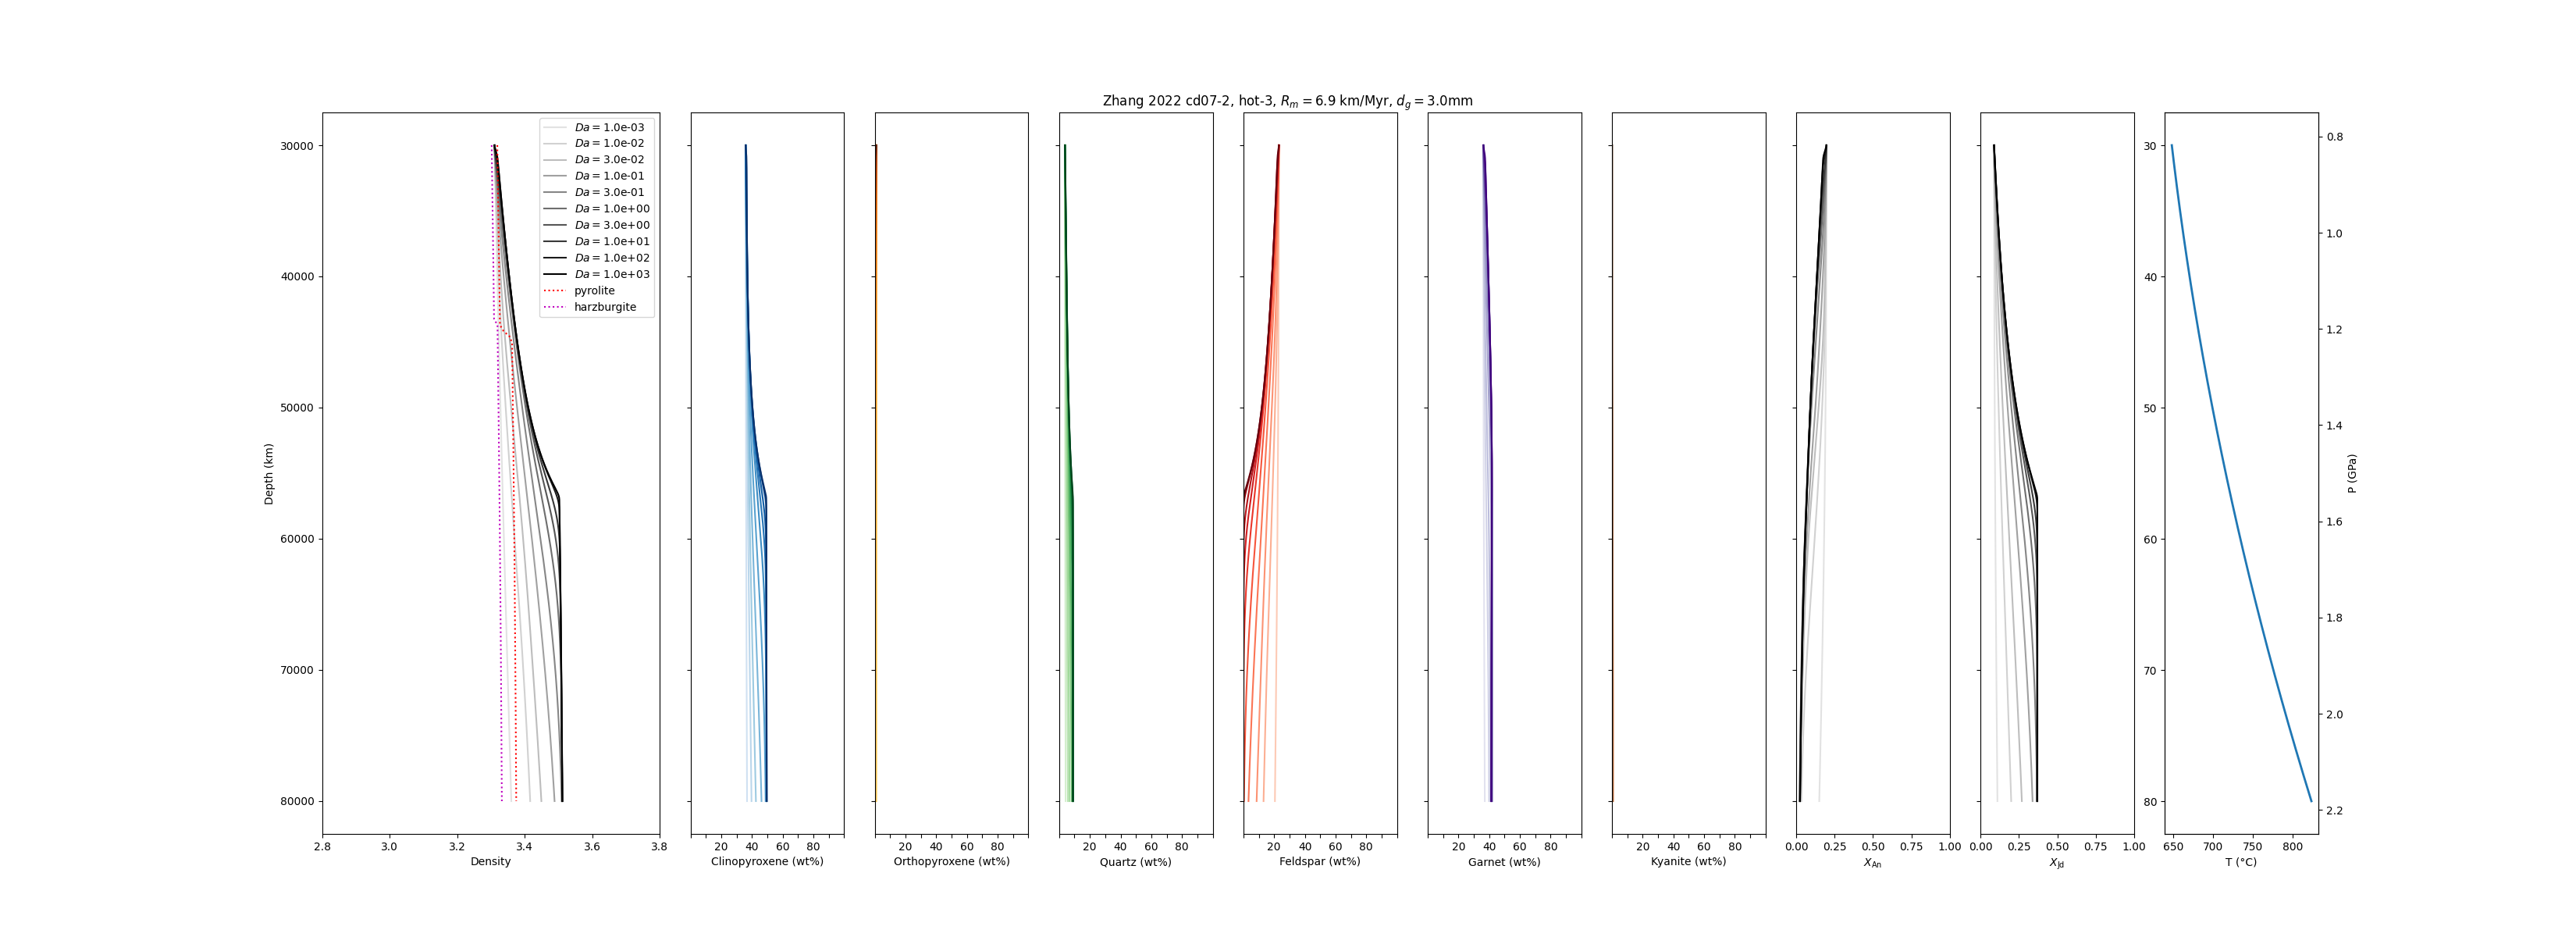 Zhang 2022 cd07-2, hot-3, R_m = 6.9 km/Myr, d_g = 3.0mm
Da = 1.0e-03
Da = 1.0e-02
Da = 3.0e-02
Da = 1.0e-01
Da = 3.0e-01
Da = 1.0e+00
Da = 3.0e+00
Da = 1.0e+01
Da = 1.0e+02
Da = 1.0e+03
pyrolite
harzburgite
30000
40000
50000
60000
70000
80000
Depth (km)
2.8 3.0 3.2 3.4 3.6 3.8
Density
20 40 60 80
Clinopyroxene (wt%)
20 40 60 80
Orthopyroxene (wt%)
20 40 60 80
Quartz (wt%)
20 40 60 80
Feldspar (wt%)
20 40 60 80
Garnet (wt%)
20 40 60 80
Kyanite (wt%)
0.00 0.25 0.50 0.75 1.00
X_An
0.00 0.25 0.50 0.75 1.00
X_Jd
30
40
50
60
70
80
650 700 750 800
T (°C)
0.8
1.0
1.2
1.4
1.6
1.8
2.0
2.2
P (GPa)